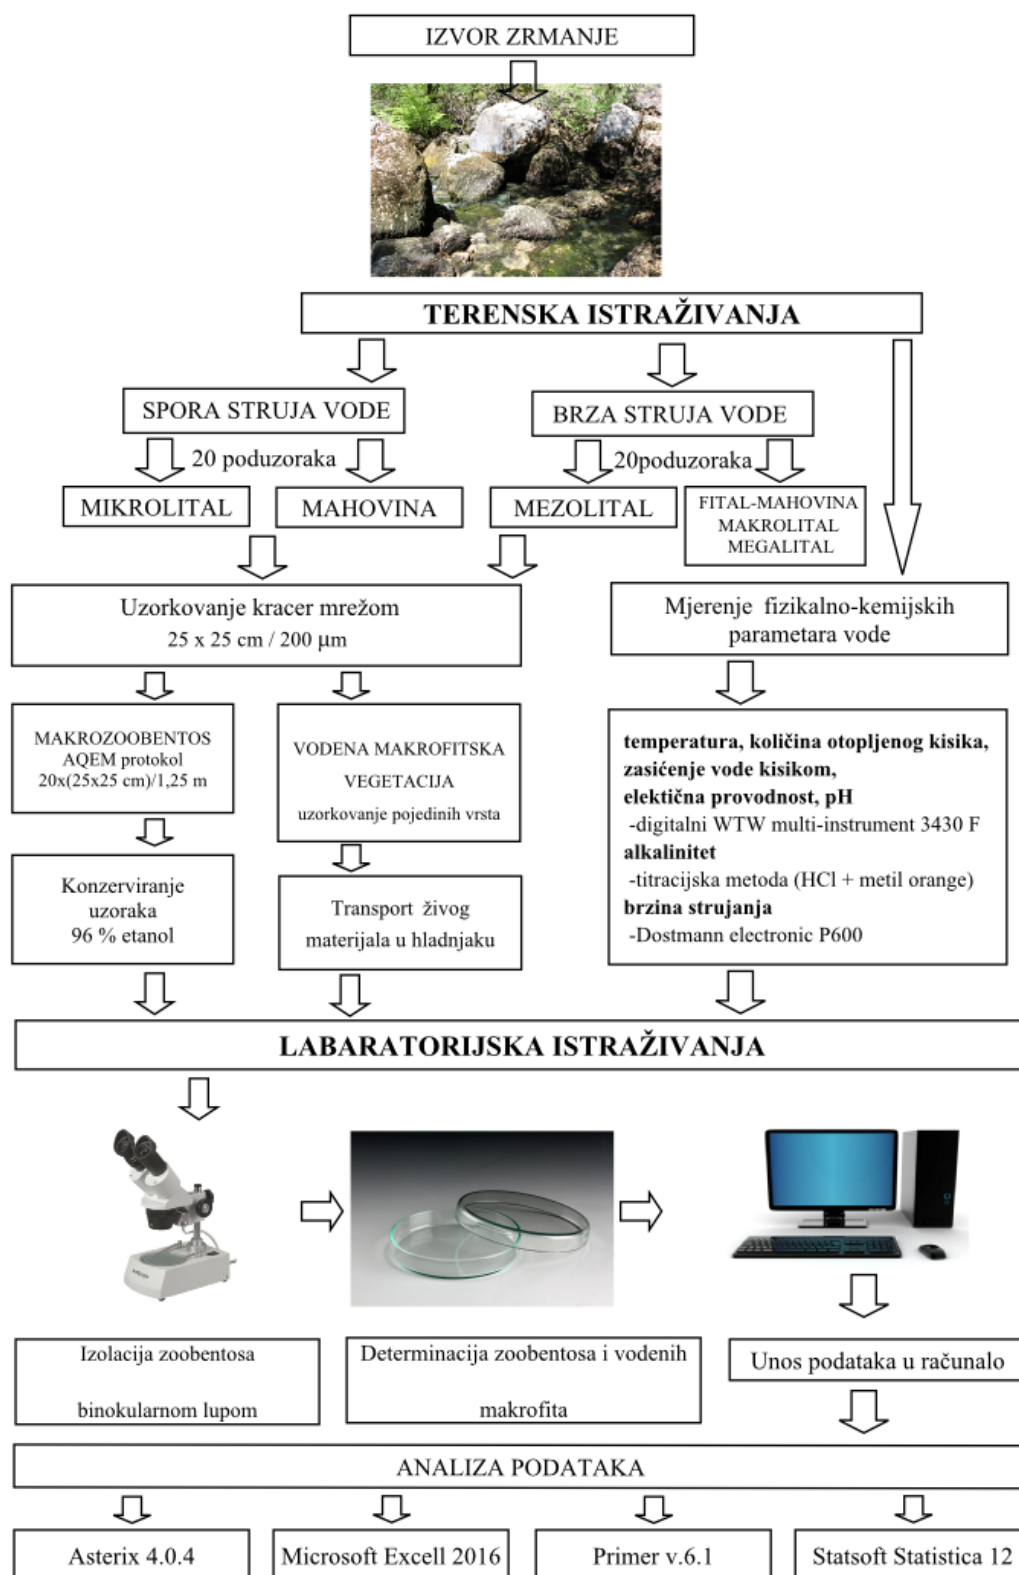 IZVOR ZRMANJE
TERENSKA ISTRAŽIVANJA
SPORA STRUJA VODE
BRZA STRUJA VODE
20 poduzoraka
20poduzoraka
MIKROLITAL
MAHOVINA
MEZOLITAL
FITAL-MAHOVINA
MAKROLITAL
MEGALITAL
Uzorkovanje kracer mrežom
25 x 25 cm / 200 µm
Mjerenje fizikalno-kemijskih
parametara vode
MAKROZOOBENTOS
AQEM protokol
20x(25x25 cm)/1,25 m
VODENA MAKROFITSKA
VEGETACIJA
uzorkovanje pojedinih vrsta
temperatura, količina otopljenog kisika,
zasićenje vode kisikom,
elektična provodnost, pH
-digitalni WTW multi-instrument 3430 F
alkalinitet
-titracijska metoda (HCl + metil orange)
brzina strujanja
-Dostmann electronic P600
Konzerviranje
uzoraka
96 % etanol
Transport živog
materijala u hladnjaku
LABARATORIJSKA ISTRAŽIVANJA
Izolacija zoobentosa
binokularnom lupom
Determinacija zoobentosa i vodenih
makrofita
Unos podataka u računalo
ANALIZA PODATAKA
Asterix 4.0.4
Microsoft Excell 2016
Primer v.6.1
Statsoft Statistica 12